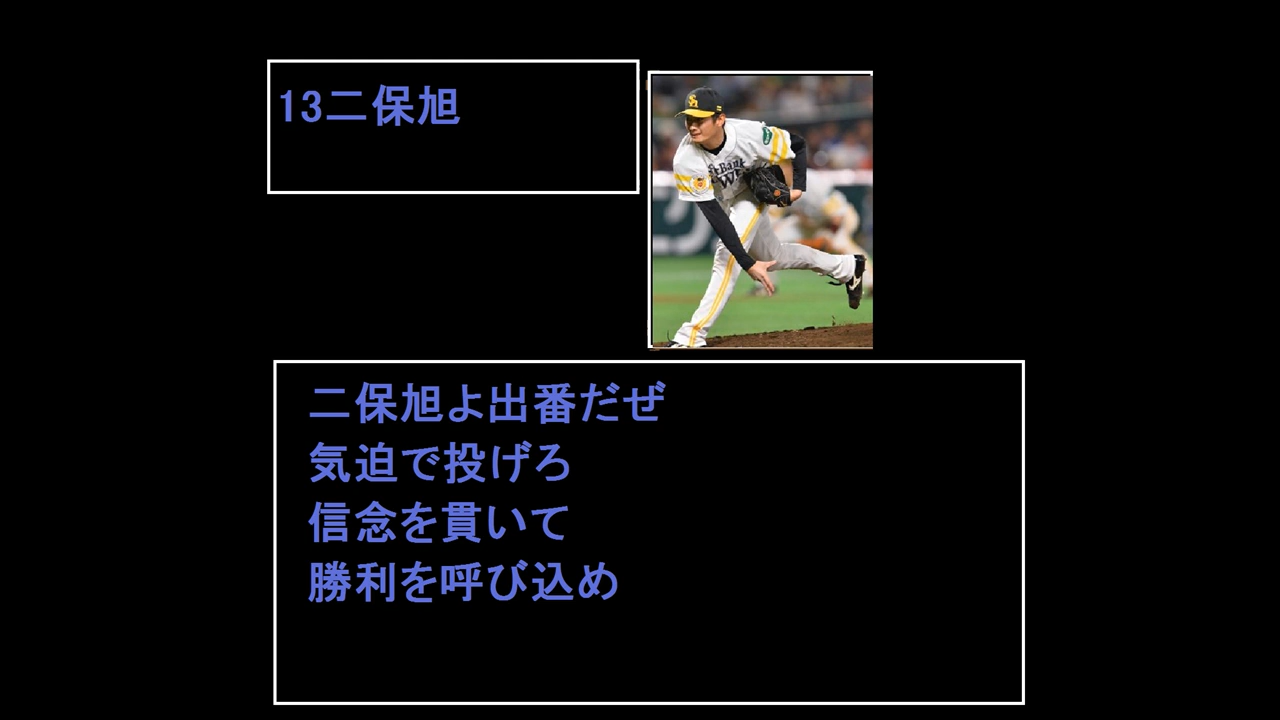 13二保旭
二保旭よ出番だぜ
気迫で投げろ
信念を貫いて
勝利を呼び込め